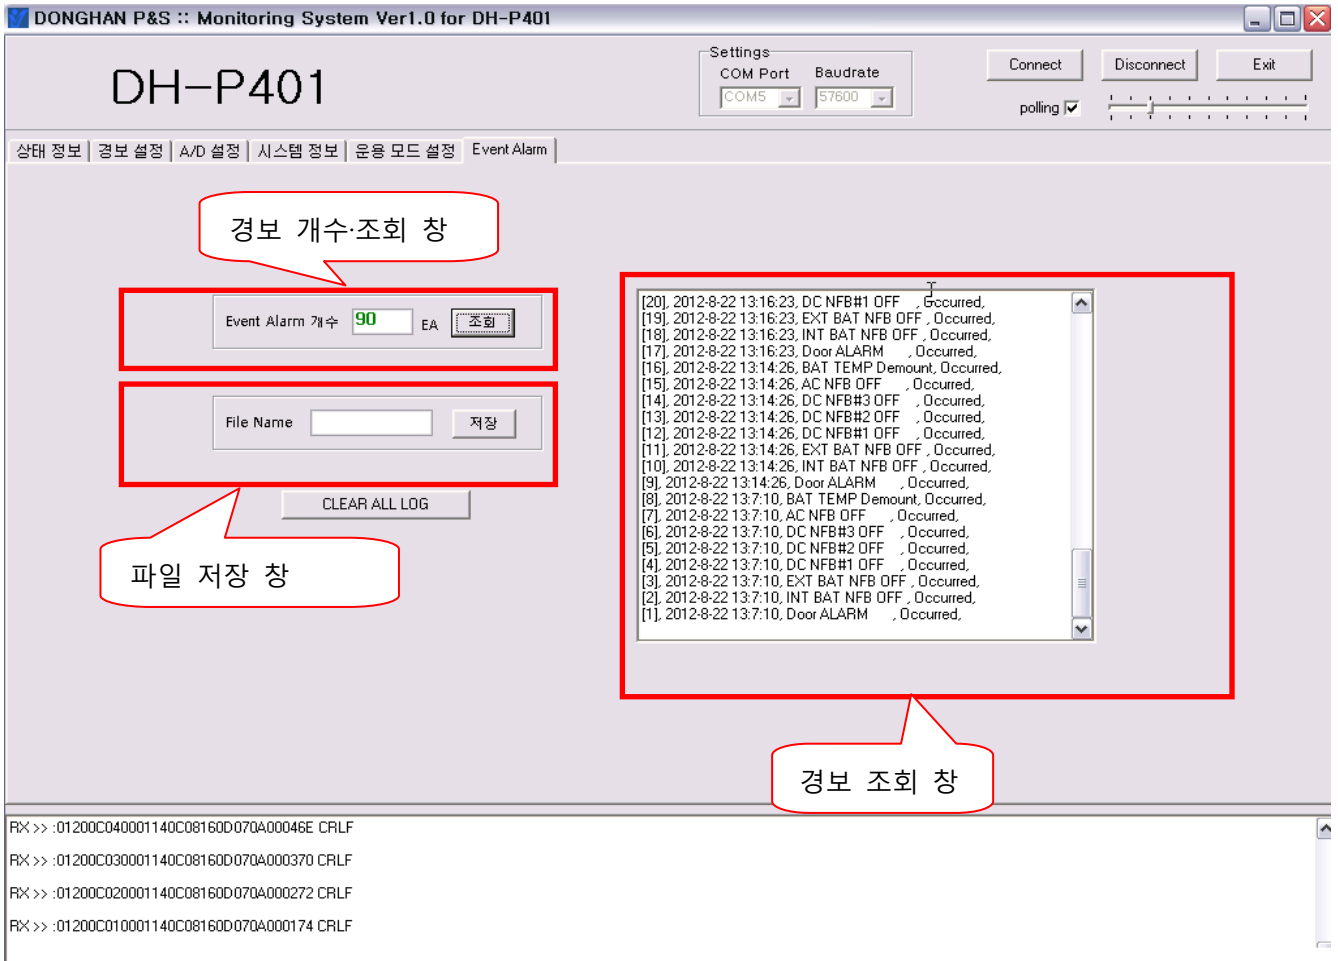 DONGHAN P&S :: Monitoring System Ver1.0 for DH-P401
DH-P401
Settings
COM Port Baudrate
COM5 57600
Connect Disconnect Exit
polling
상태 정보 경보 설정 A/D 설정 시스템 정보 운용 모드 설정 Event Alarm
경보 개수·조회 창
Event Alarm 개수 90 EA 조회
File Name 저장
CLEAR ALL LOG
파일 저장 창
[20], 2012-8-22 13:16:23, DC NFB#1 OFF , Occurred,
[19], 2012-8-22 13:16:23, EXT BAT NFB OFF , Occurred,
[18], 2012-8-22 13:16:23, INT BAT NFB OFF , Occurred,
[17], 2012-8-22 13:16:23, Door ALARM , Occurred,
[16], 2012-8-22 13:14:26, BAT TEMP Demount, Occurred,
[15], 2012-8-22 13:14:26, AC NFB OFF , Occurred,
[14], 2012-8-22 13:14:26, DC NFB#3 OFF , Occurred,
[13], 2012-8-22 13:14:26, DC NFB#2 OFF , Occurred,
[12], 2012-8-22 13:14:26, DC NFB#1 OFF , Occurred,
[11], 2012-8-22 13:14:26, EXT BAT NFB OFF , Occurred,
[10], 2012-8-22 13:14:26, INT BAT NFB OFF , Occurred,
[9], 2012-8-22 13:14:26, Door ALARM , Occurred,
[8], 2012-8-22 13:7:10, BAT TEMP Demount, Occurred,
[7], 2012-8-22 13:7:10, AC NFB OFF , Occurred,
[6], 2012-8-22 13:7:10, DC NFB#3 OFF , Occurred,
[5], 2012-8-22 13:7:10, DC NFB#2 OFF , Occurred,
[4], 2012-8-22 13:7:10, DC NFB#1 OFF , Occurred,
[3], 2012-8-22 13:7:10, EXT BAT NFB OFF , Occurred,
[2], 2012-8-22 13:7:10, INT BAT NFB OFF , Occurred,
[1], 2012-8-22 13:7:10, Door ALARM , Occurred,
경보 조회 창
RX >> :01200C040001140C08160D070A00046E CRLF
RX >> :01200C030001140C08160D070A000370 CRLF
RX >> :01200C020001140C08160D070A000272 CRLF
RX >> :01200C010001140C08160D070A000174 CRLF